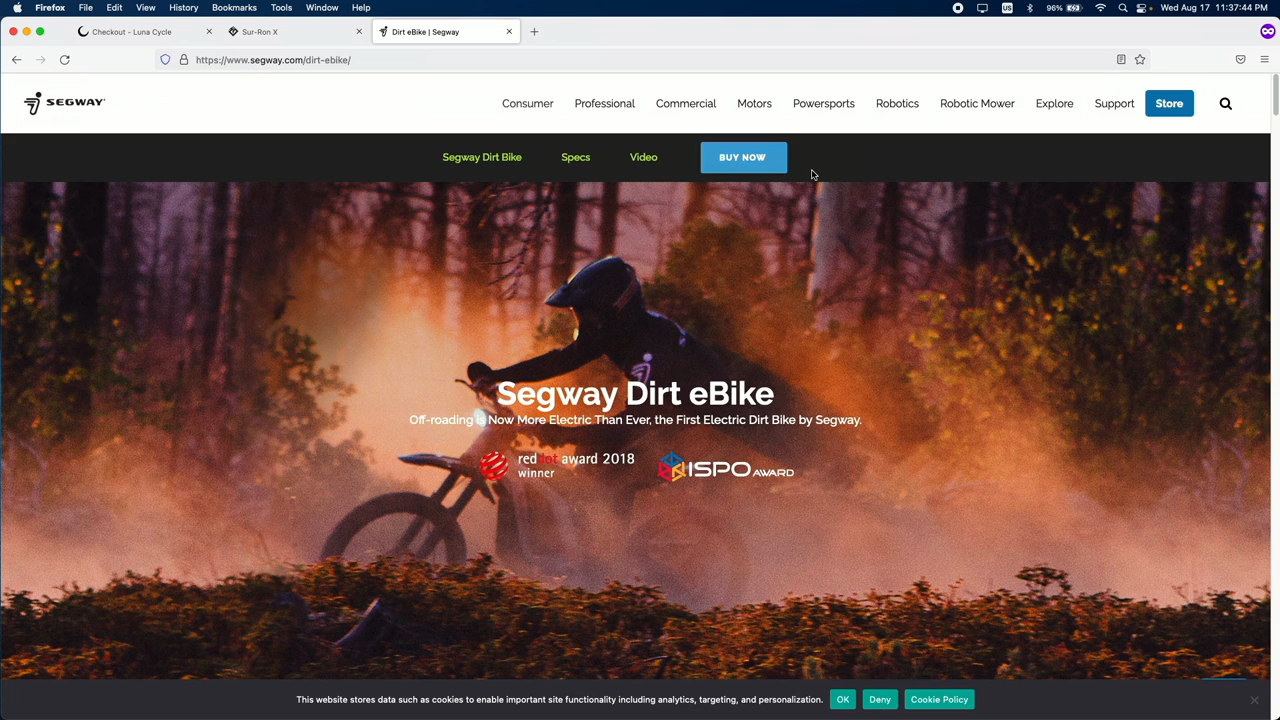 Firefox File Edit View History Bookmarks Tools Window Help
US 96% Wed Aug 17 11:37:44 PM
Checkout - Luna Cycle
Sur-Ron X
Dirt eBike | Segway
https://www.segway.com/dirt-ebike/
SEGWAY
Consumer Professional Commercial Motors Powersports Robotics Robotic Mower Explore Support Store
Segway Dirt Bike Specs Video BUY NOW
Segway Dirt eBike
Off-roading is Now More Electric Than Ever, the First Electric Dirt Bike by Segway.
reddot award 2018
winner
ISPO AWARD
This website stores data such as cookies to enable important site functionality including analytics, targeting, and personalization. OK Deny Cookie Policy